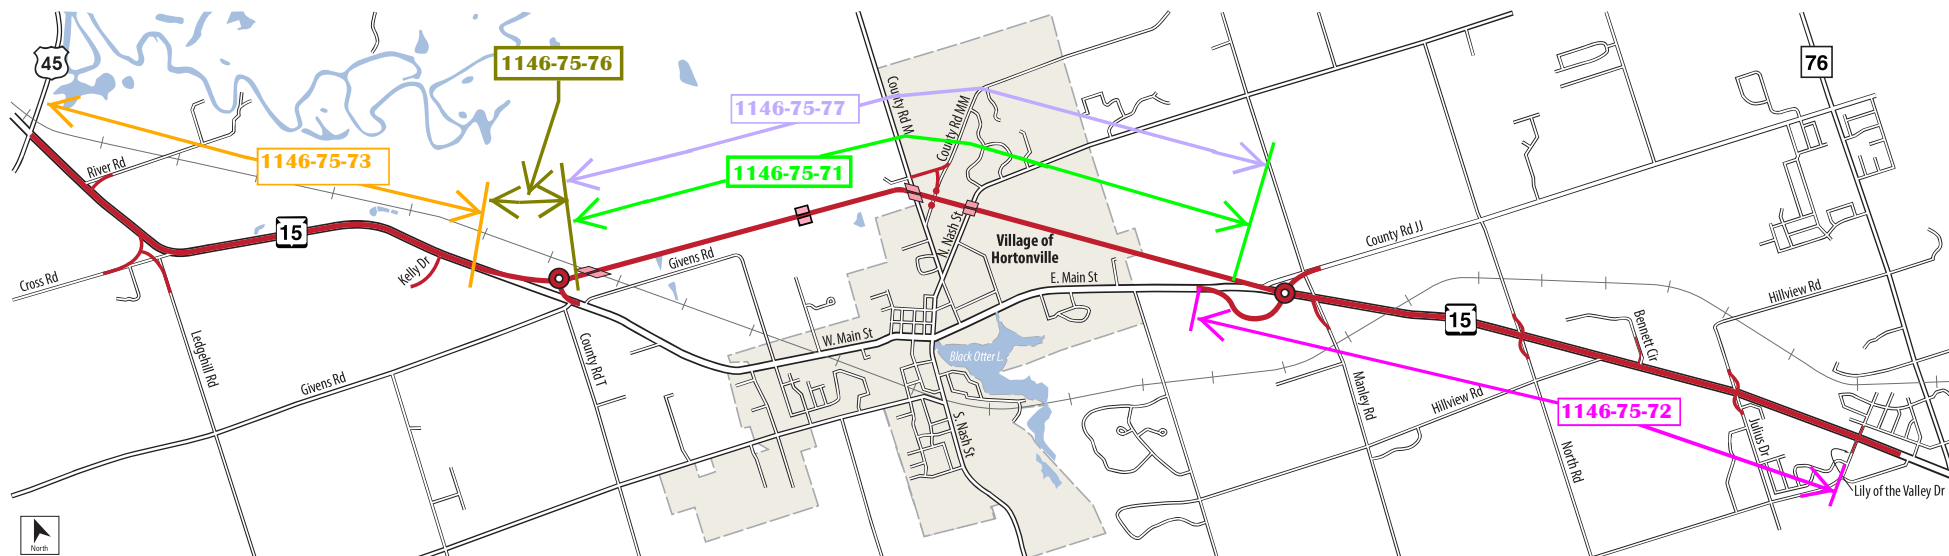 45
76
1146-75-76
1146-75-77
County Rd M
County Rd MM
1146-75-73
River Rd
1146-75-71
15
Kelly Dr
Cross Rd
Givens Rd
N. Nash St
Village of
Hortonville
County Rd JJ
E. Main St
Hillview Rd
15
Bennett Cir
Ledgehill Rd
County Rd T
W. Main St
Black Otter L.
Givens Rd
Manley Rd
Hillview Rd
1146-75-72
S. Nash St
North Rd
Julius Dr
Lily of the Valley Dr
North